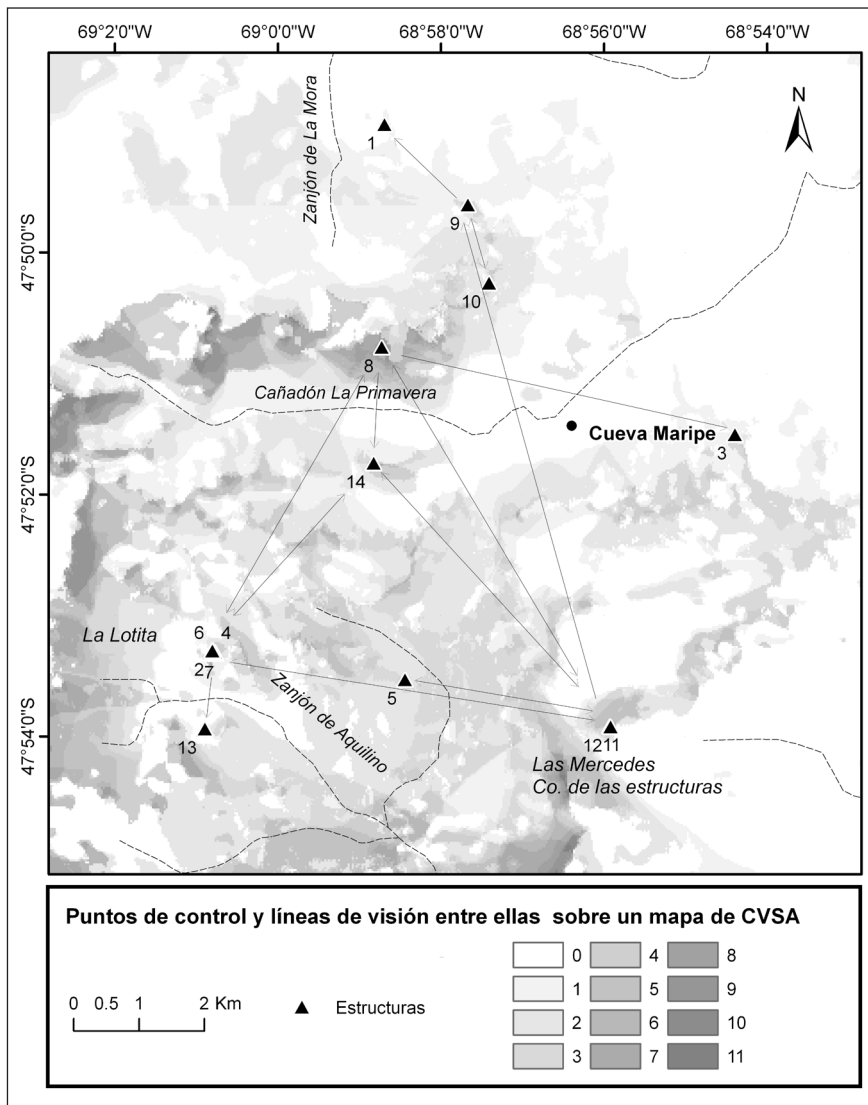 69°2'0"W 69°0'0"W 68°58'0"W 68°56'0"W 68°54'0"W
N
Zanjón de La Mora
1
9
47°50'0"S
10
8
Cañadón La Primavera
Cueva Maripe
3
14
47°52'0"S
La Lotita
6 4
27
Zanjón de Aquilino
5
47°54'0"S
13
1211
Las Mercedes
Co. de las estructuras
Puntos de control y líneas de visión entre ellas sobre un mapa de CVSA
0 0.5 1 2 Km
Estructuras
0 4 8
1 5 9
2 6 10
3 7 11